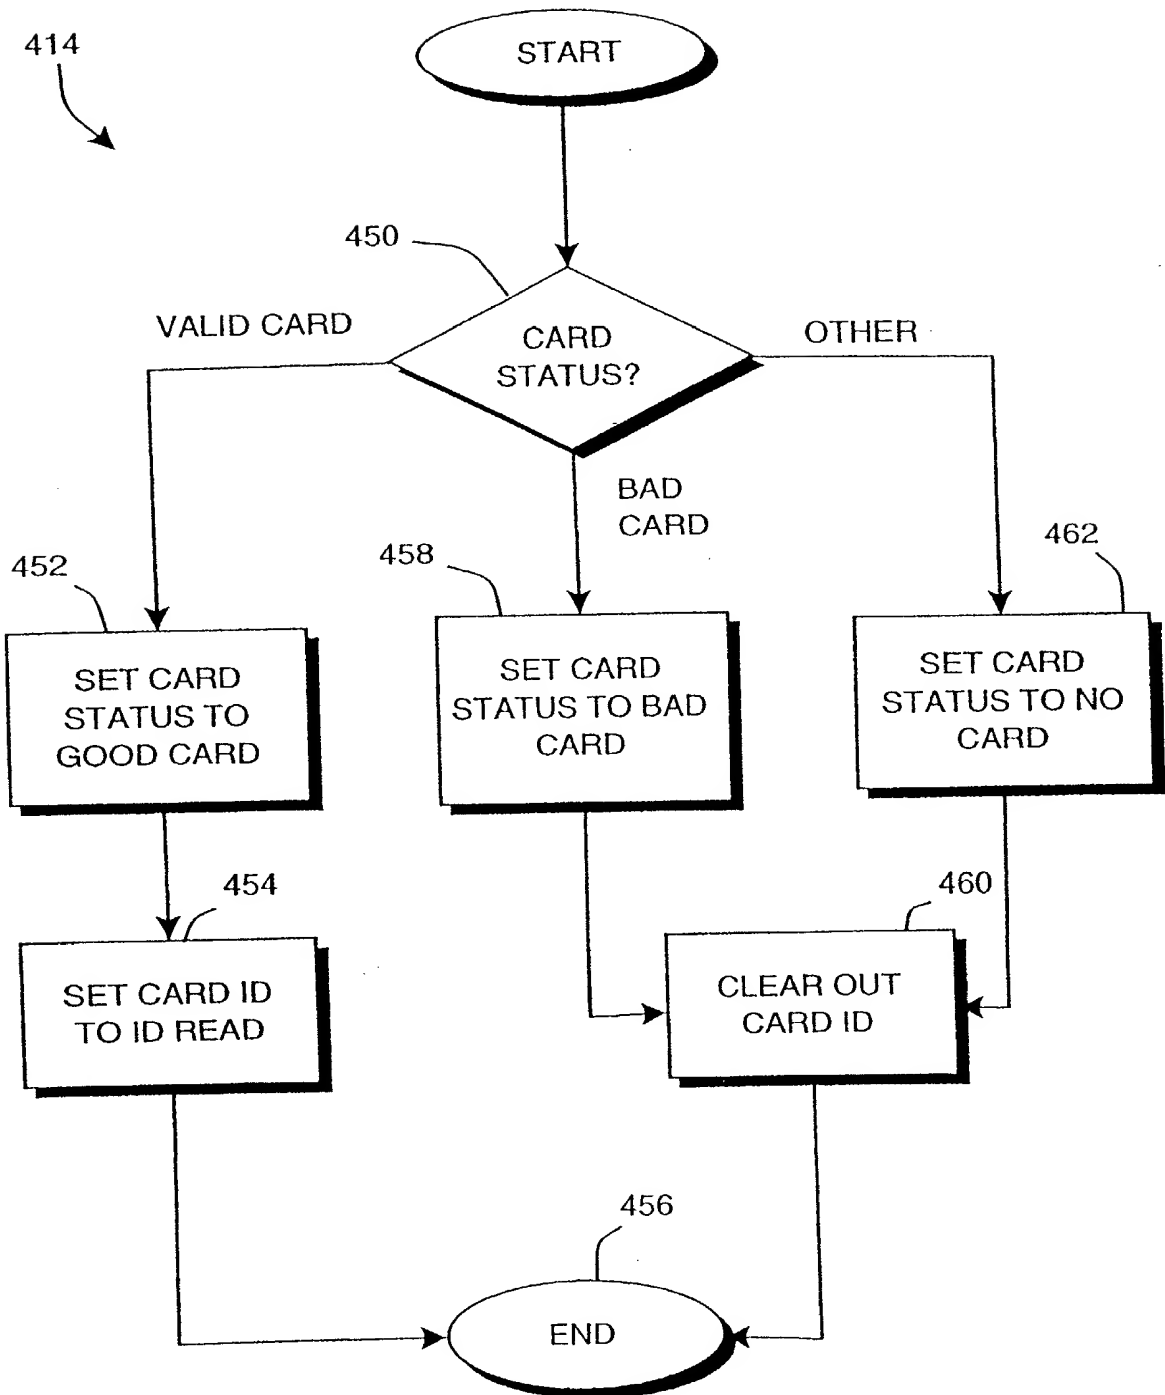 414
START
450
VALID CARD
CARD
STATUS?
OTHER
BAD
CARD
452
458
462
SET CARD
STATUS TO
GOOD CARD
SET CARD
STATUS TO BAD
CARD
SET CARD
STATUS TO NO
CARD
454
460
SET CARD ID
TO ID READ
CLEAR OUT
CARD ID
456
END